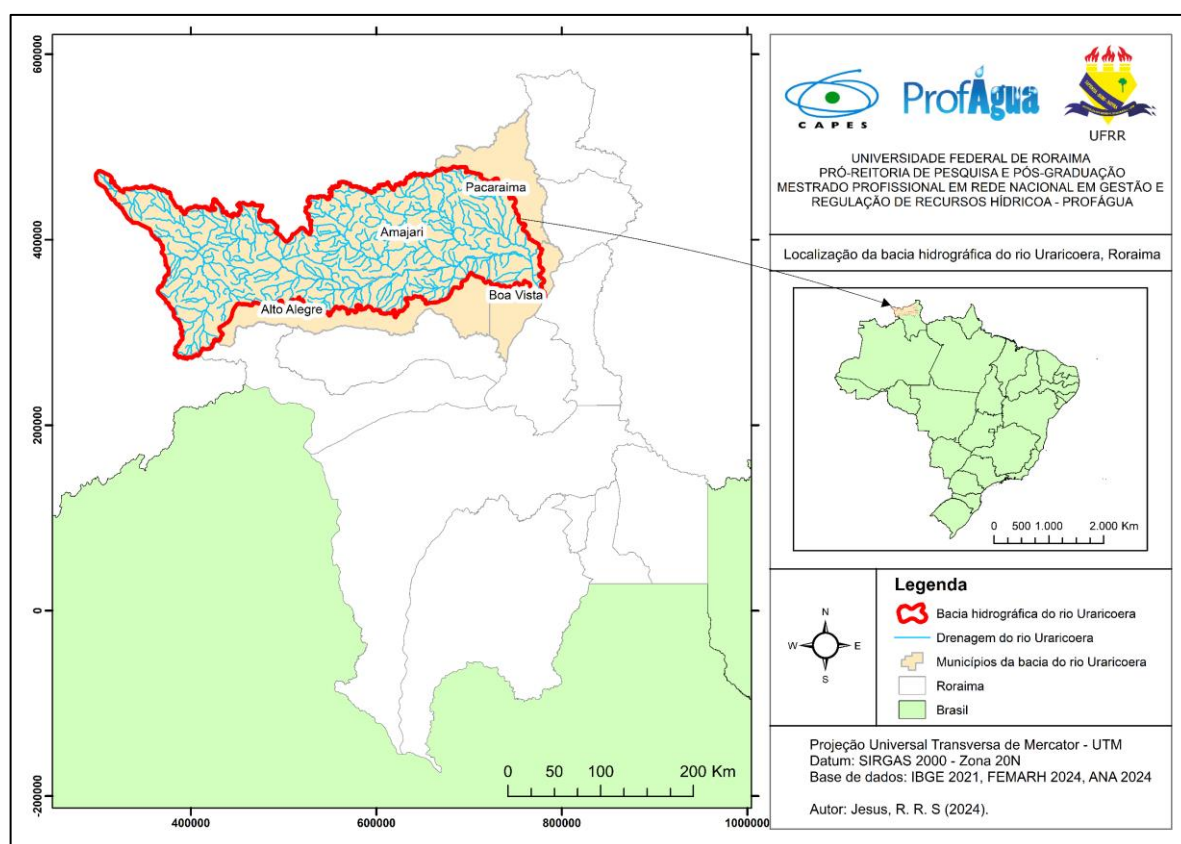 600000
400000
200000
0
-200000
400000
600000
800000
1000000
Pacaraima
Amajari
Boa Vista
Alto Alegre
0 50 100 200 Km
CAPES
ProfÁgua
UFRR
UNIVERSIDADE FEDERAL DE RORAIMA
PRÓ-REITORIA DE PESQUISA E PÓS-GRADUAÇÃO
MESTRADO PROFISSIONAL EM REDE NACIONAL EM GESTÃO E
REGULAÇÃO DE RECURSOS HÍDRICOA - PROFÁGUA
Localização da bacia hidrográfica do rio Uraricoera, Roraima
0 500 1.000 2.000 Km
N
W E
S
Legenda
Bacia hidrográfica do rio Uraricoera
Drenagem do rio Uraricoera
Municípios da bacia do rio Uraricoera
Roraima
Brasil
Projeção Universal Transversa de Mercator - UTM
Datum: SIRGAS 2000 - Zona 20N
Base de dados: IBGE 2021, FEMARH 2024, ANA 2024
Autor: Jesus, R. R. S (2024).